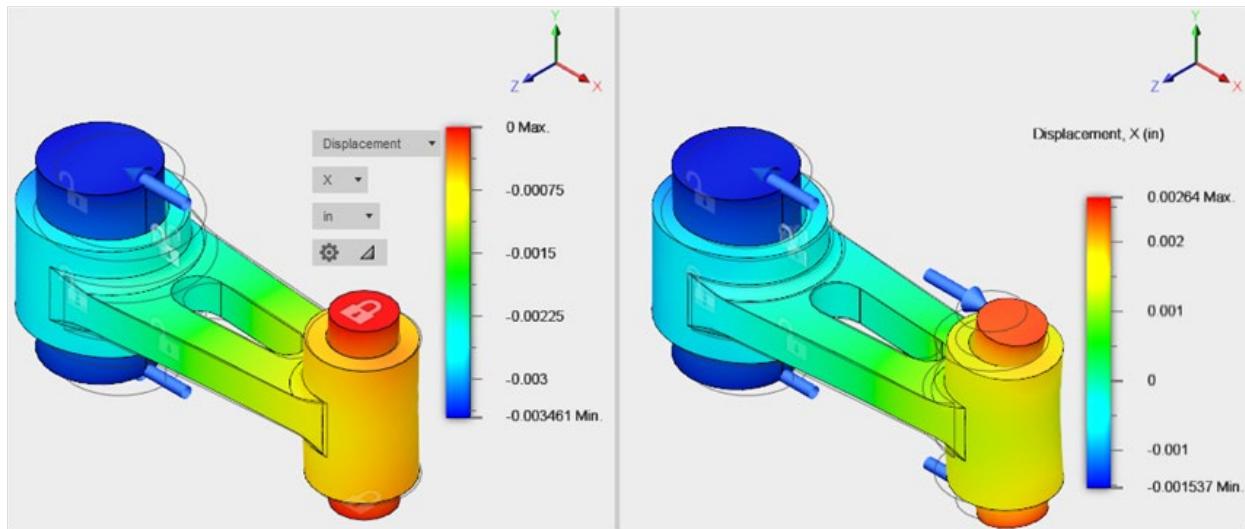 Y
Z
X
Displacement
X
in
0 Max.
-0.00075
-0.0015
-0.00225
-0.003
-0.003461 Min.
Y
Z
X
Displacement, X (in)
0.00264 Max.
0.002
0.001
0
-0.001
-0.001537 Min.